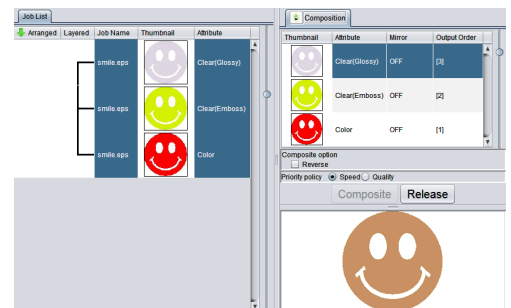 Job List
Arranged Layered Job Name Thumbnail Attribute
smile.eps Clear(Glossy)
smile.eps Clear(Emboss)
smile.eps Color
Composition
Thumbnail Attribute Mirror Output Order
Clear(Glossy) OFF [3]
Clear(Emboss) OFF [2]
Color OFF [1]
Composite option
Reverse
Priority policy Speed Quality
Composite Release